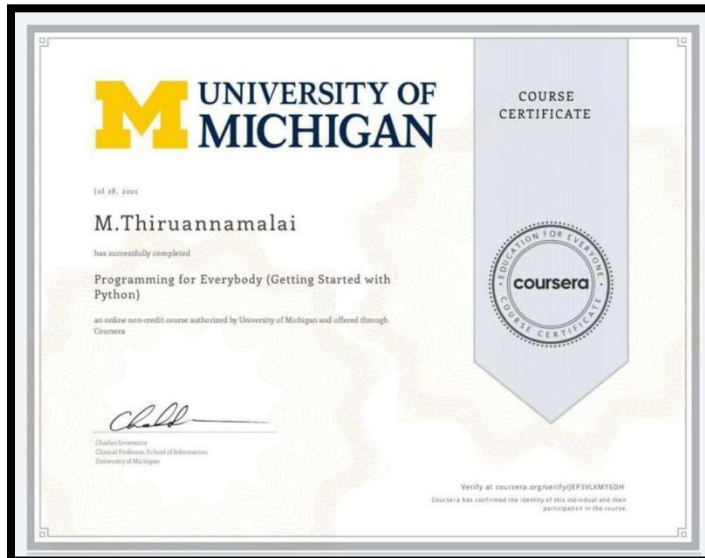 UNIVERSITY OF
MICHIGAN
COURSE
CERTIFICATE
Jul 28, 2021
M.Thiruannamalai
has successfully completed
Programming for Everybody (Getting Started with
Python)
an online non-credit course authorized by University of Michigan and offered through
Coursera
EDUCATION FOR EVERYONE
coursera
COURSE CERTIFICATE
Charles Severance
Clinical Professor, School of Information
University of Michigan
Verify at coursera.org/verify/JEP3VLXMY6DH
Coursera has confirmed the identity of this individual and their
participation in the course.